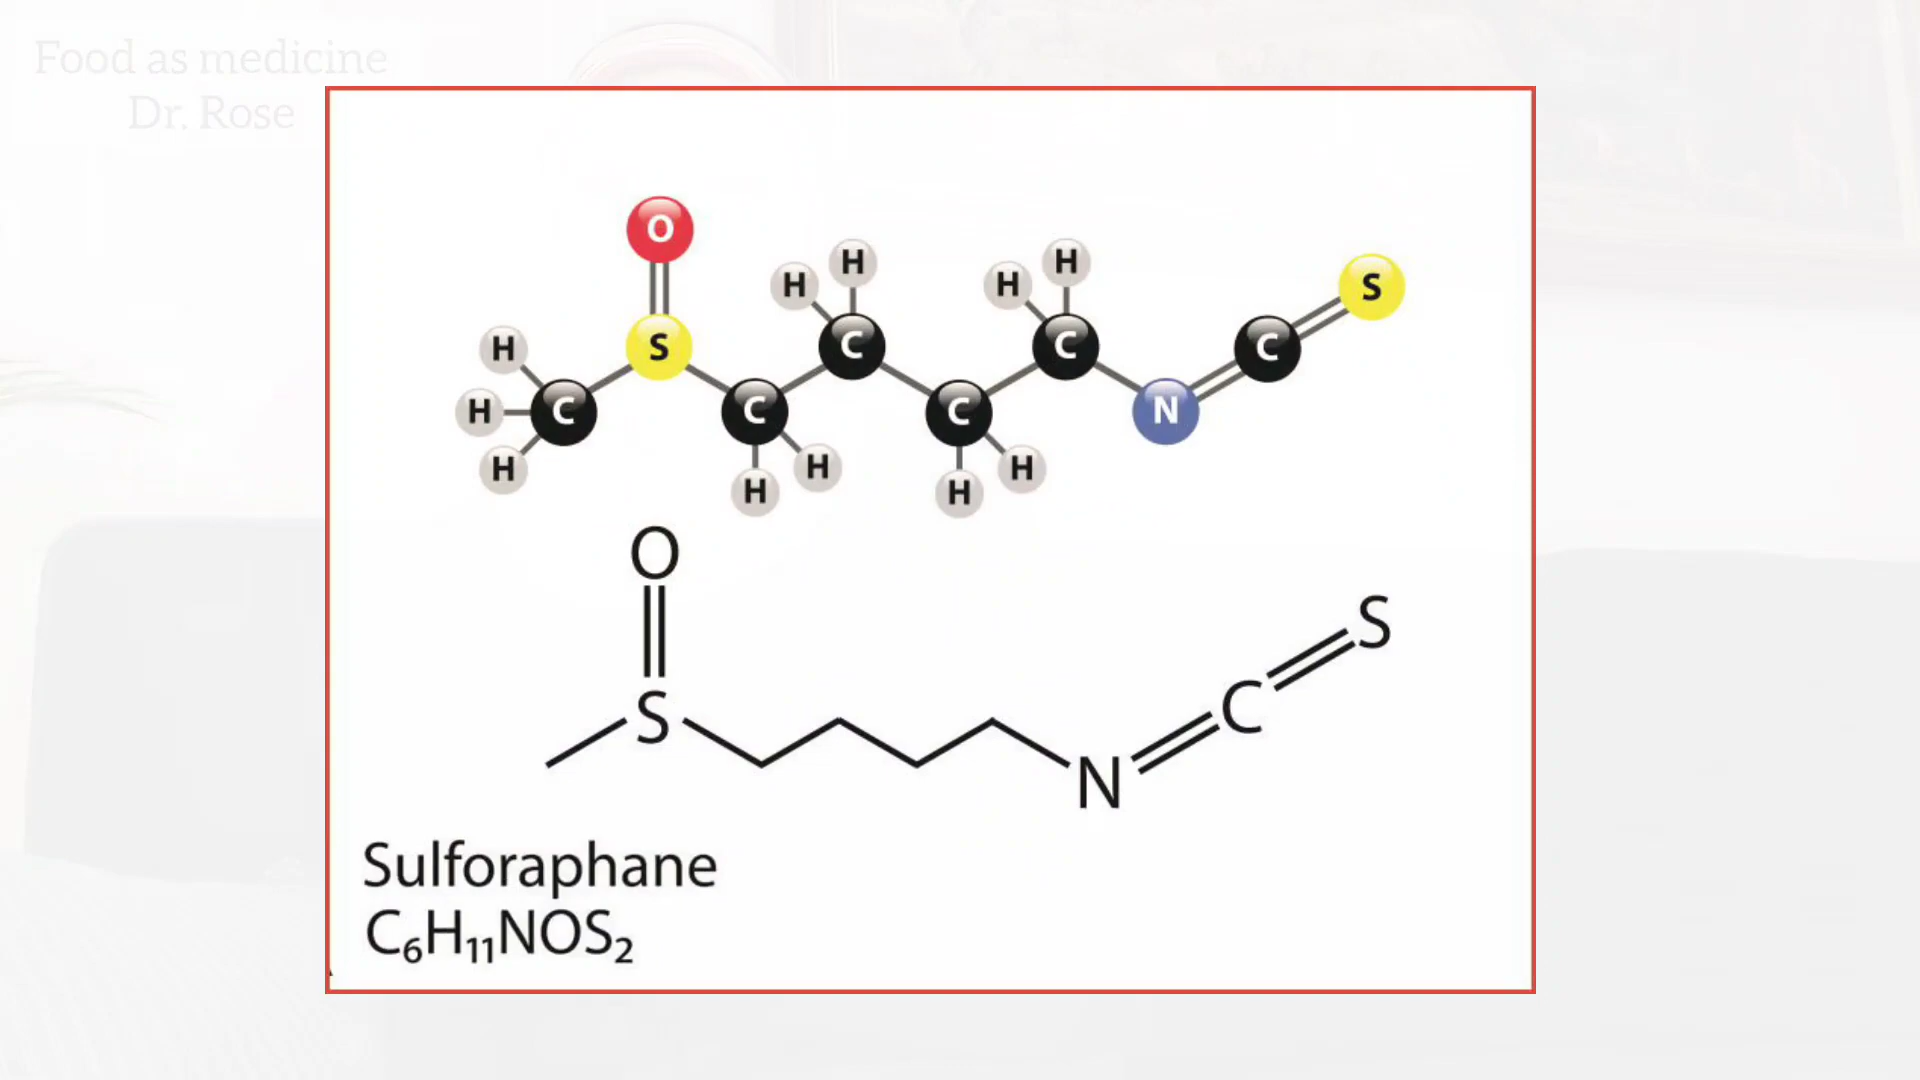 Food as medicine
Dr. Rose
O
H H H H S
H S C C C
H C C C N
H H H H H
O
S
S C
N
Sulforaphane
C₆H₁₁NOS₂